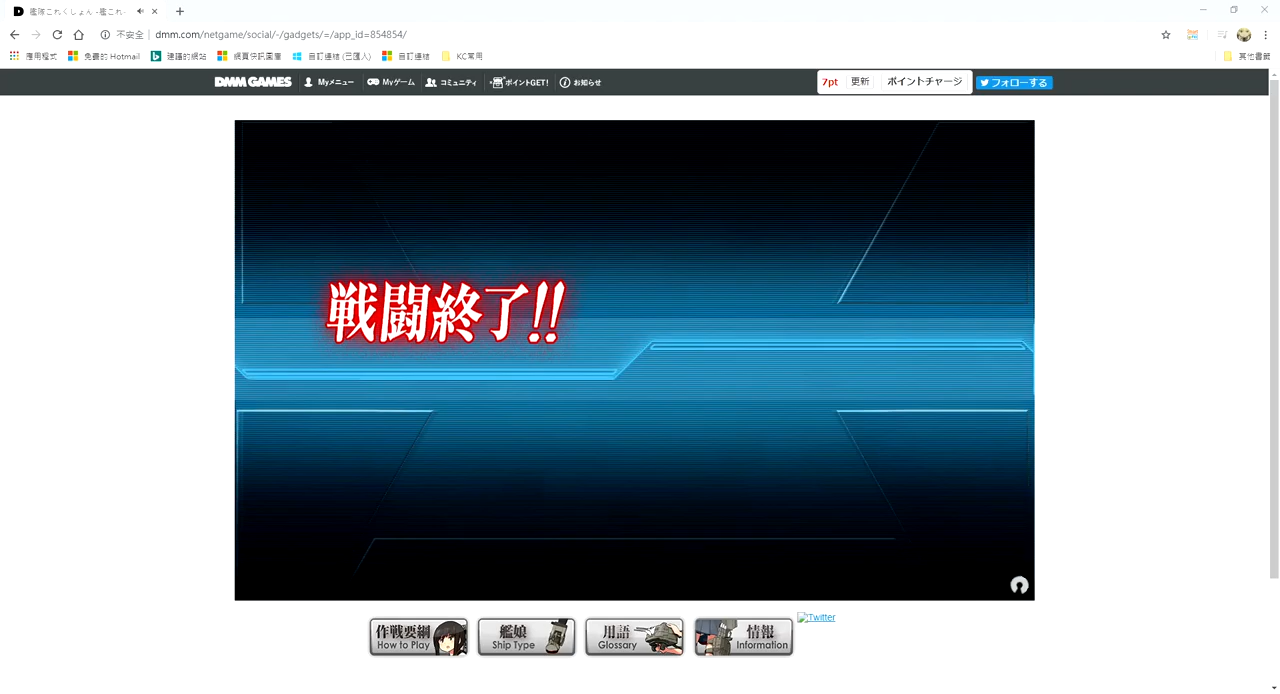 艦隊これくしょん -艦これ-
不安全 dmm.com/netgame/social/-/gadgets/=/app_id=854854/
應用程式 免費的 Hotmail 建議的網站 網頁快訊圖庫 自訂連結 (已匯入) 自訂連結 KC常用 其他書籤
DMM GAMES Myメニュー Myゲーム コミュニティ ポイントGET! お知らせ 7pt 更新 ポイントチャージ フォローする
戦闘終了!!
作戦要綱 艦娘 用語 情報
How to Play Ship Type Glossary Information
Twitter